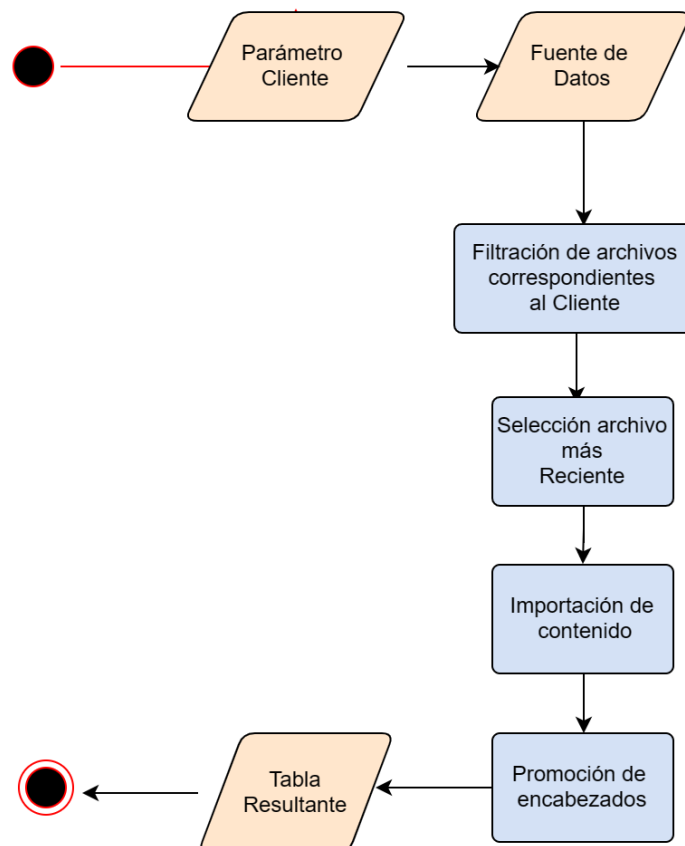 Parámetro
Cliente
Fuente de
Datos
Filtración de archivos
correspondientes
al Cliente
Selección archivo
más
Reciente
Importación de
contenido
Promoción de
encabezados
Tabla
Resultante